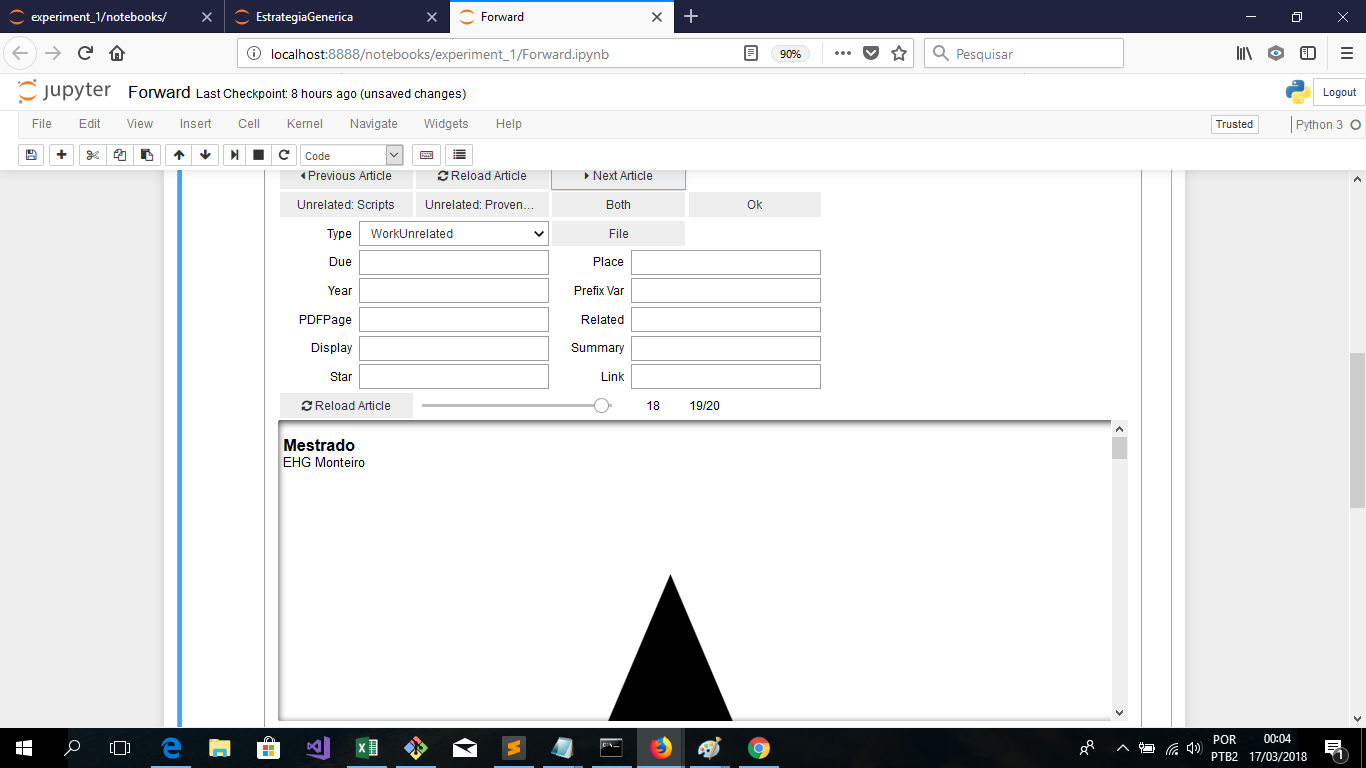 experiment_1/notebooks/ EstrategiaGenerica Forward
localhost:8888/notebooks/experiment_1/Forward.ipynb 90% Pesquisar
jupyter Forward Last Checkpoint: 8 hours ago (unsaved changes) Logout
File Edit View Insert Cell Kernel Navigate Widgets Help Trusted Python 3
Code
Previous Article Reload Article Next Article
Unrelated: Scripts Unrelated: Proven... Both Ok
Type WorkUnrelated File
Due Place
Year Prefix Var
PDFPage Related
Display Summary
Star Link
Reload Article 18 19/20
Mestrado
EHG Monteiro
POR 00:04
PTB2 17/03/2018 1